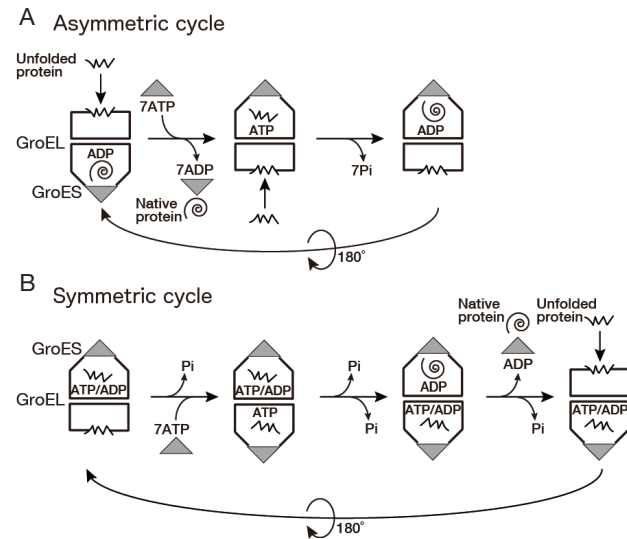 A Asymmetric cycle
Unfolded
protein
7ATP
GroEL
ADP
ATP
ADP
GroES
7ADP
7Pi
Native
protein
180°
B Symmetric cycle
Native
protein
Unfolded
protein
GroES
Pi
Pi
ADP
ATP/ADP
ATP/ADP
ADP
GroEL
ATP
ATP/ADP
ATP/ADP
7ATP
Pi
Pi
180°